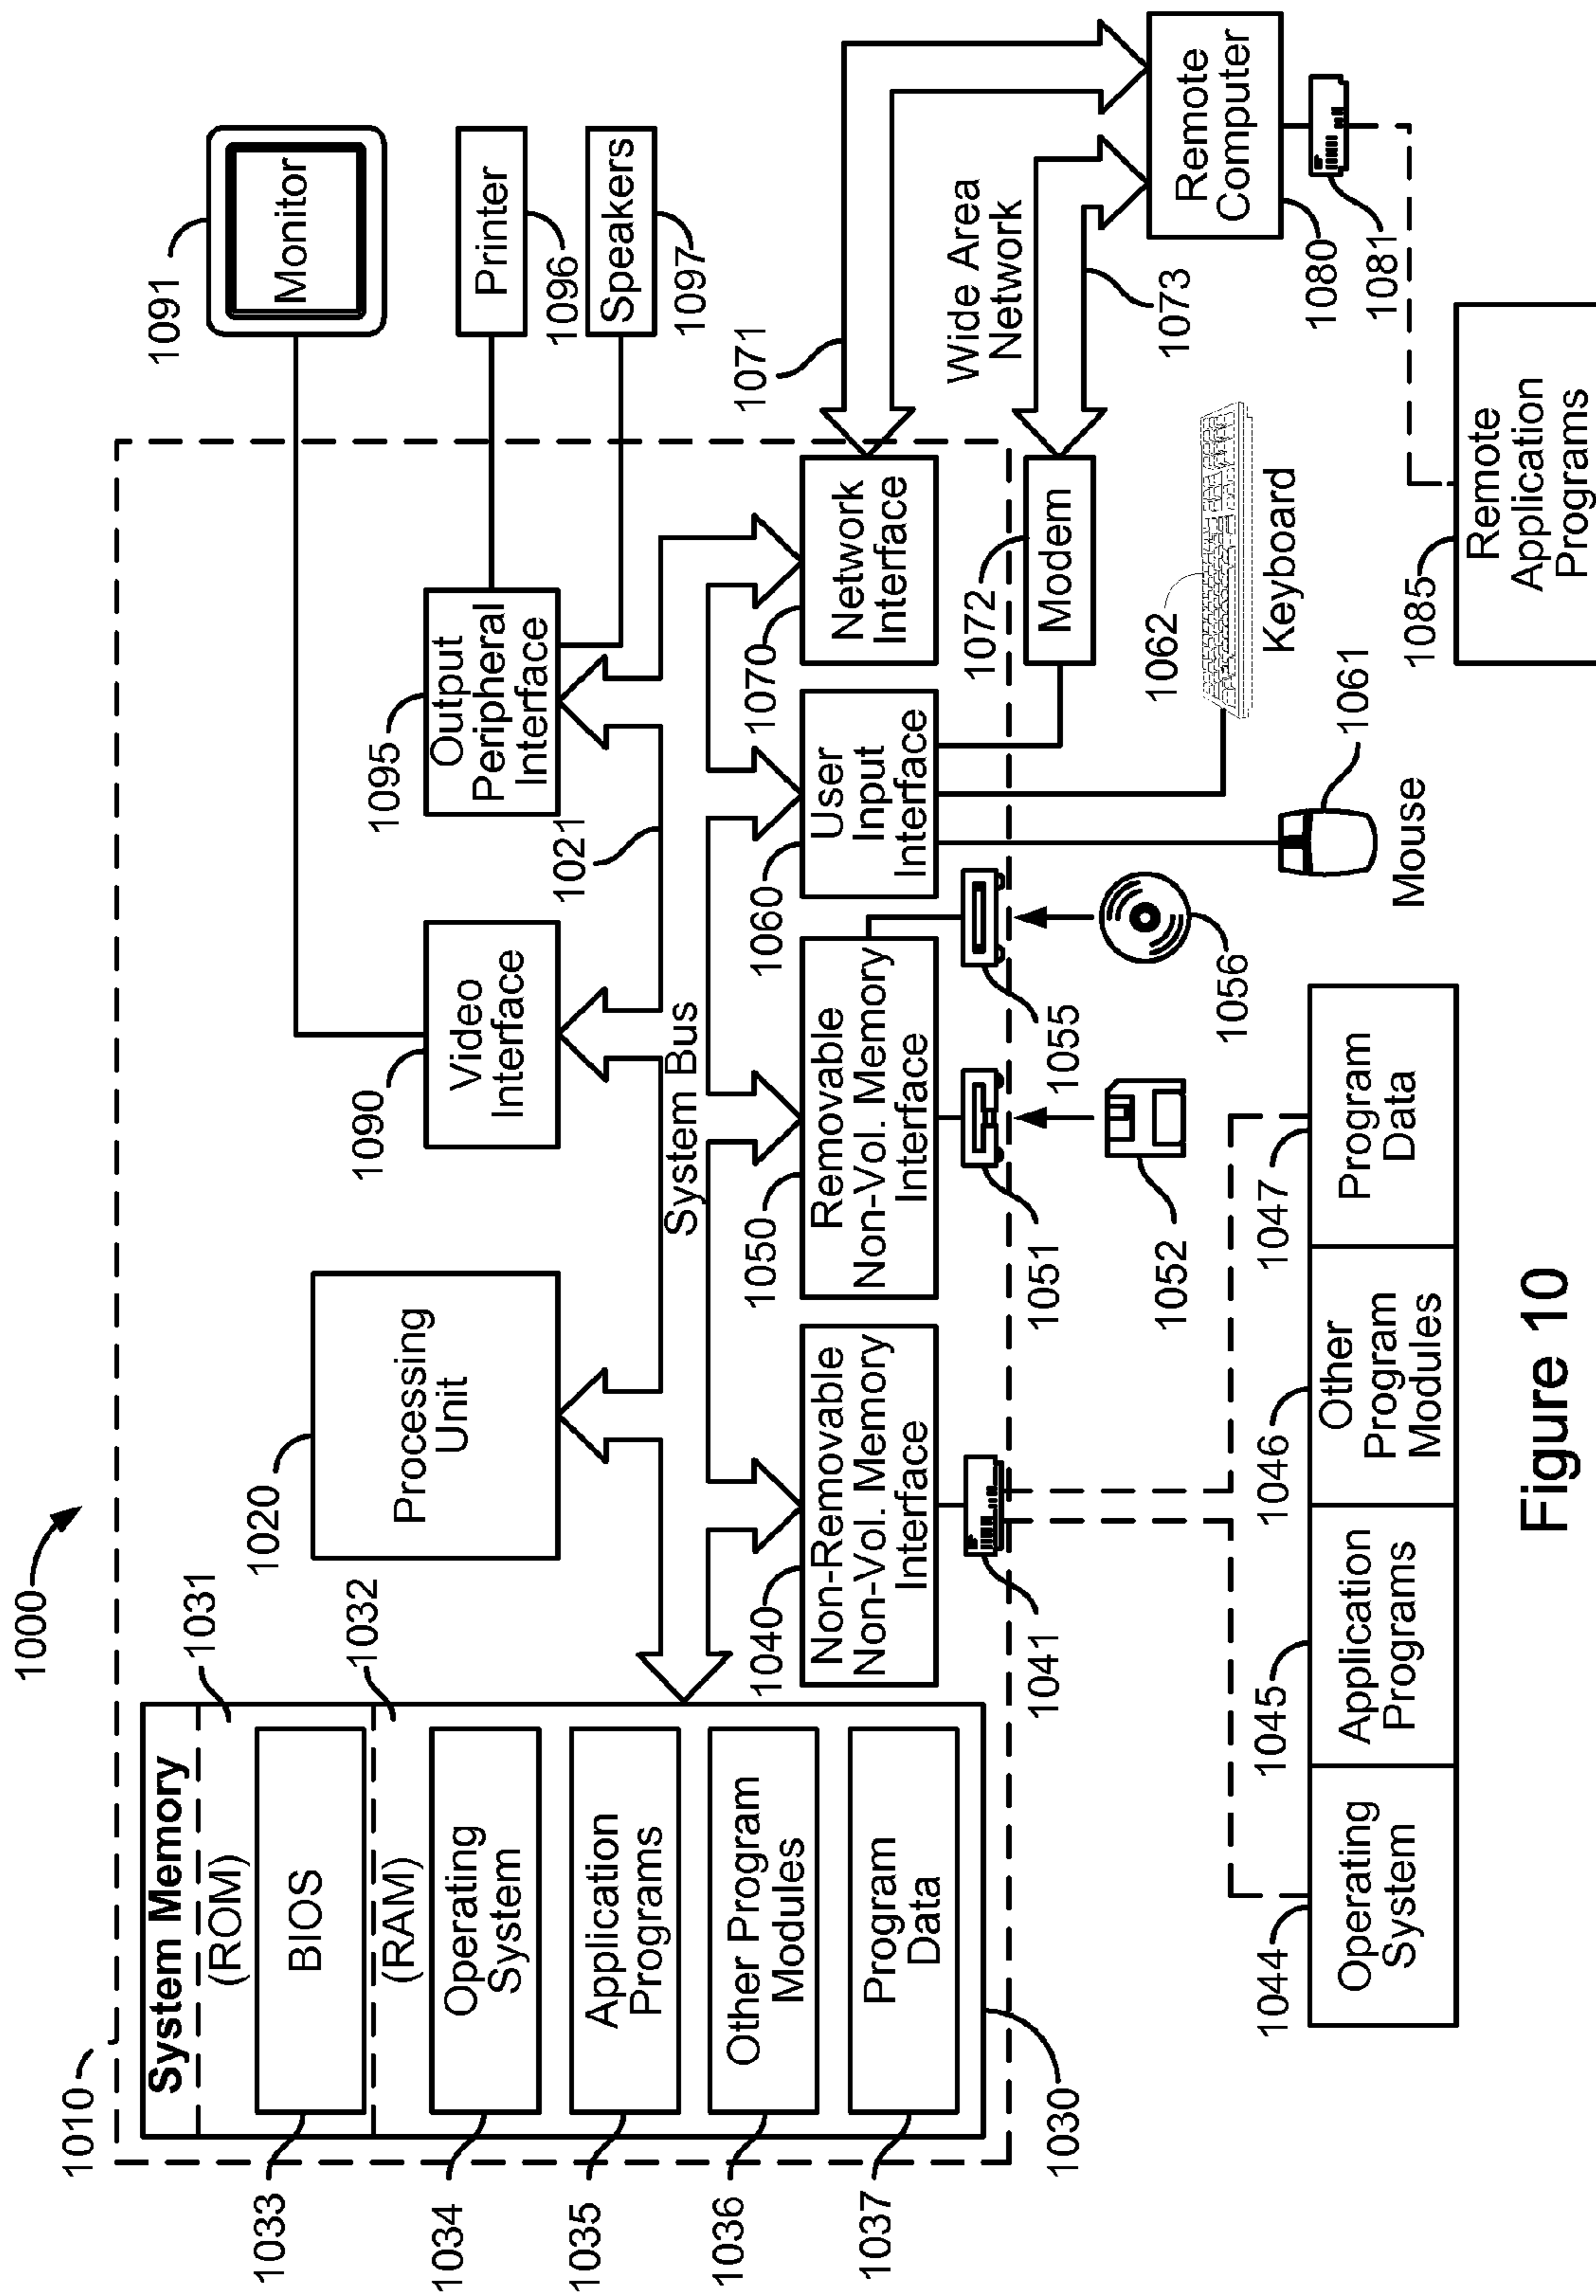 1000
1010
System Memory
(ROM)
1031
BIOS
1033
(RAM)
1032
Operating
System
1034
Application
Programs
1035
Other Program
Modules
1036
Program
Data
1037
1030
1020
Processing
Unit
1090
Video
Interface
1095
Output
Peripheral
Interface
1091
Monitor
Printer
1096
Speakers
1097
1021
System Bus
1040
Non-Removable
Non-Vol. Memory
Interface
1050
Removable
Non-Vol. Memory
Interface
1060
User
Input
Interface
1070
Network
Interface
1071
Wide Area
Network
1041
1051
1055
1072
Modem
1073
Remote
Computer
1080
1081
1052
1056
Mouse
1061
1062
Keyboard
1044
Operating
System
1045
Application
Programs
1046
Other
Program
Modules
1047
Program
Data
1085
Remote
Application
Programs
Figure 10